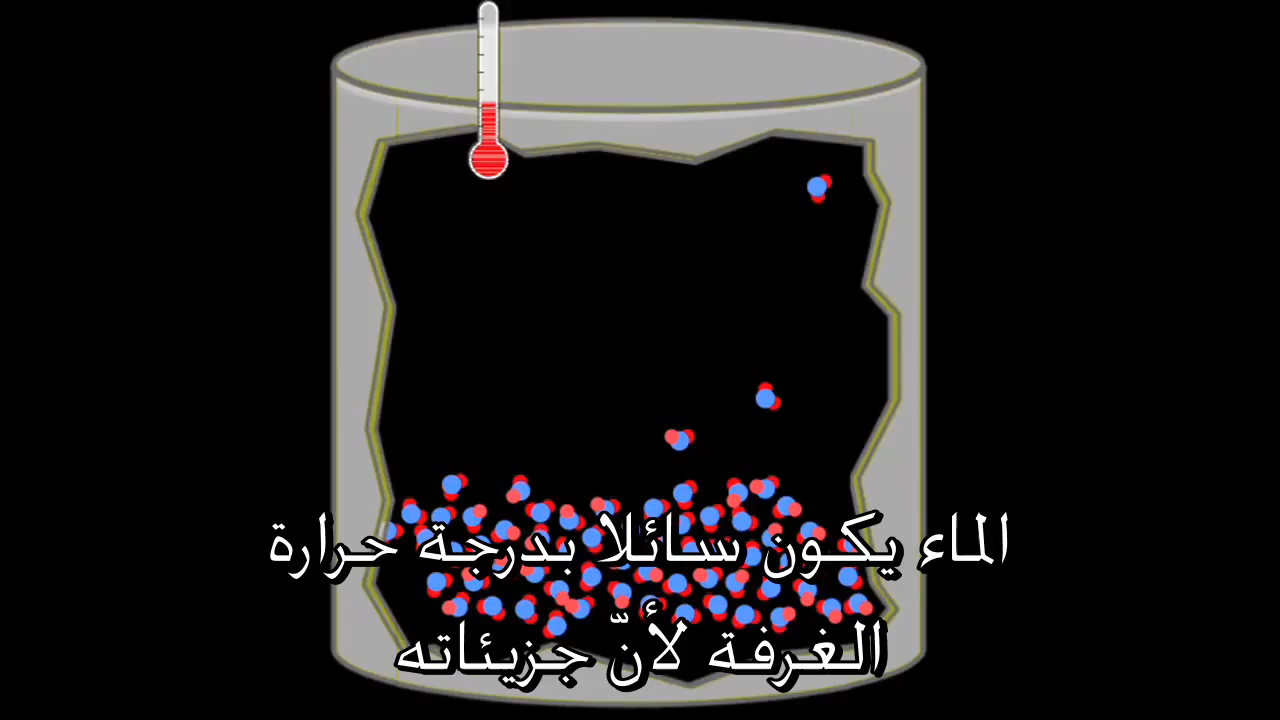 الماء يكون سائلا بدرجة حرارة
الغرفة لأنّ جزيئاته